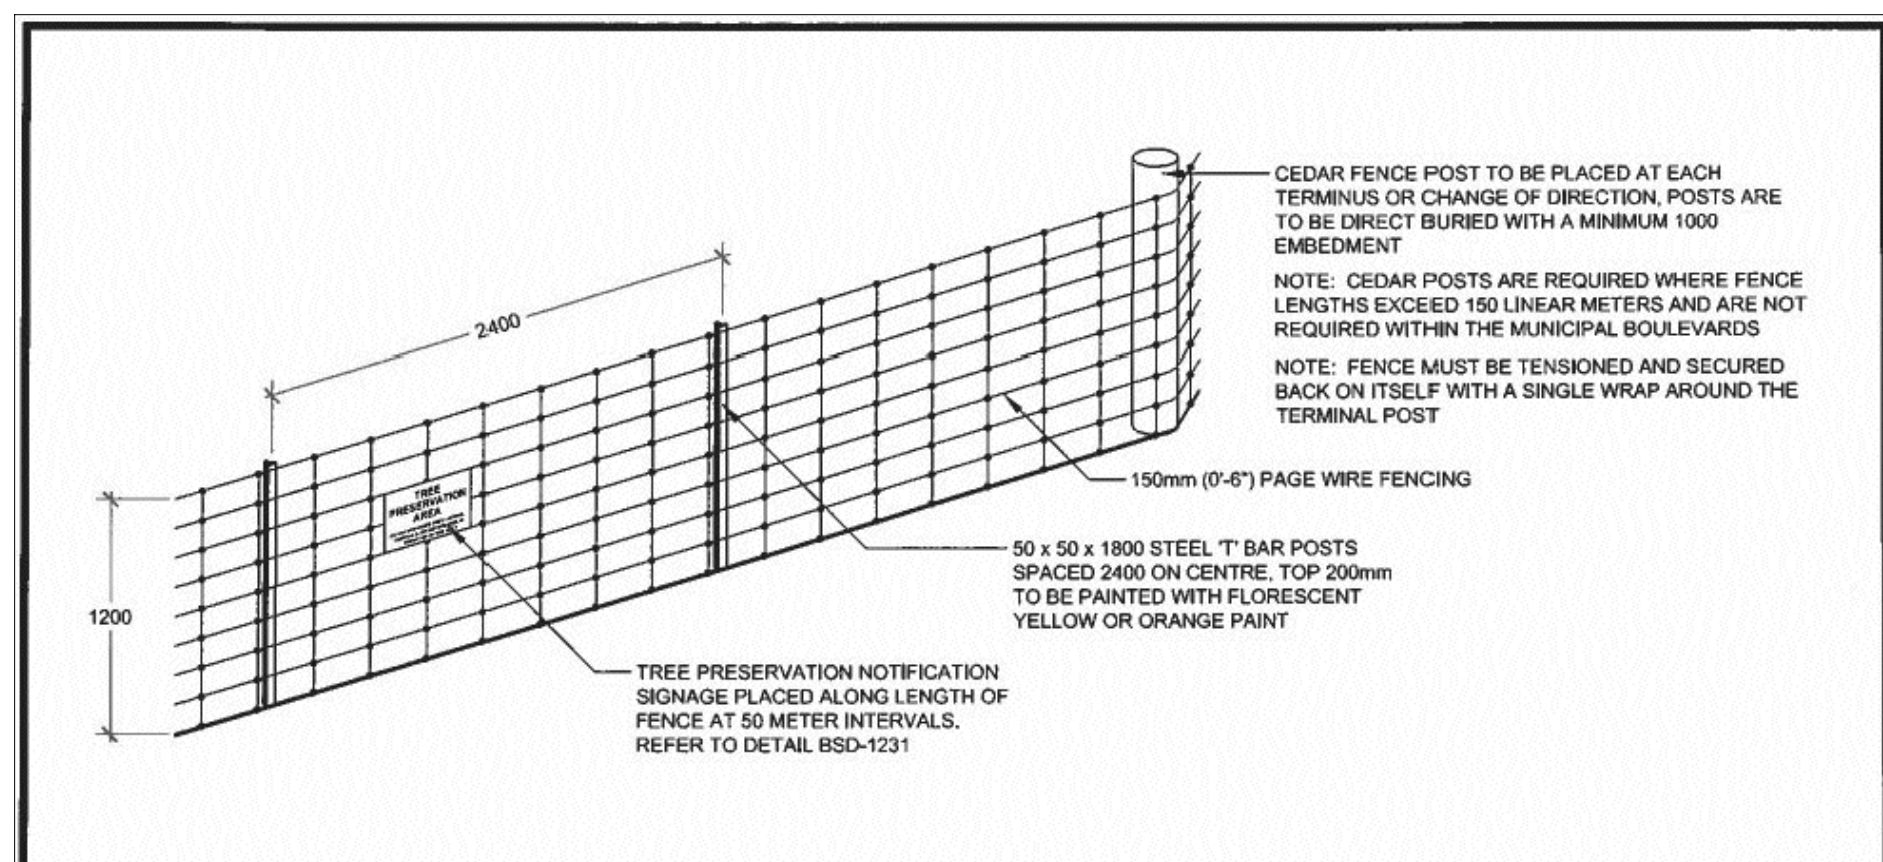 CEDAR FENCE POST TO BE PLACED AT EACH
TERMINUS OR CHANGE OF DIRECTION, POSTS ARE
TO BE DIRECT BURIED WITH A MINIMUM 1000
EMBEDMENT
NOTE: CEDAR POSTS ARE REQUIRED WHERE FENCE
LENGTHS EXCEED 150 LINEAR METERS AND ARE NOT
REQUIRED WITHIN THE MUNICIPAL BOULEVARDS
NOTE: FENCE MUST BE TENSIONED AND SECURED
BACK ON ITSELF WITH A SINGLE WRAP AROUND THE
TERMINAL POST
2400
150mm (0'-6") PAGE WIRE FENCING
TREE
PRESERVATION
AREA
50 x 50 x 1800 STEEL 'T' BAR POSTS
SPACED 2400 ON CENTRE, TOP 200mm
TO BE PAINTED WITH FLORESCENT
YELLOW OR ORANGE PAINT
1200
TREE PRESERVATION NOTIFICATION
SIGNAGE PLACED ALONG LENGTH OF
FENCE AT 50 METER INTERVALS.
REFER TO DETAIL BSD-1231